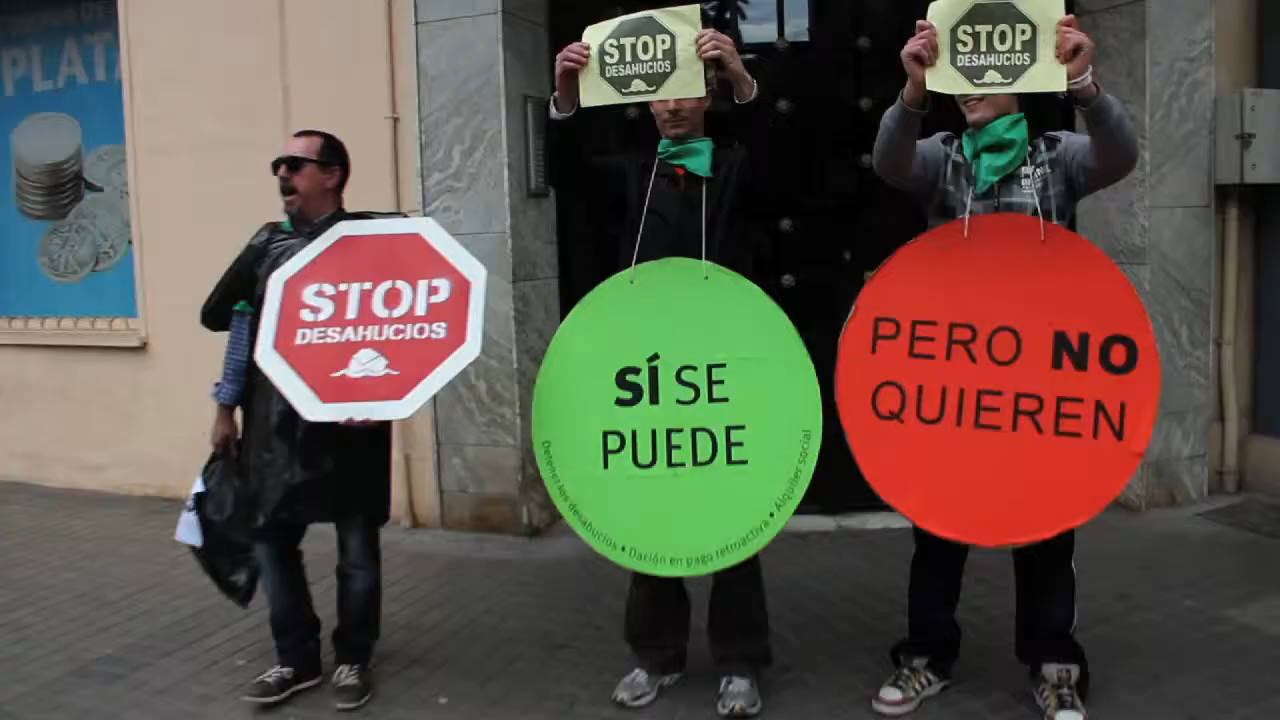 PLATA
STOP
DESAHUCIOS
STOP
DESAHUCIOS
STOP
DESAHUCIOS
SÍ SE
PUEDE
Detener los desahucios • Dación en pago retroactiva • Alquiler social
PERO NO
QUIEREN